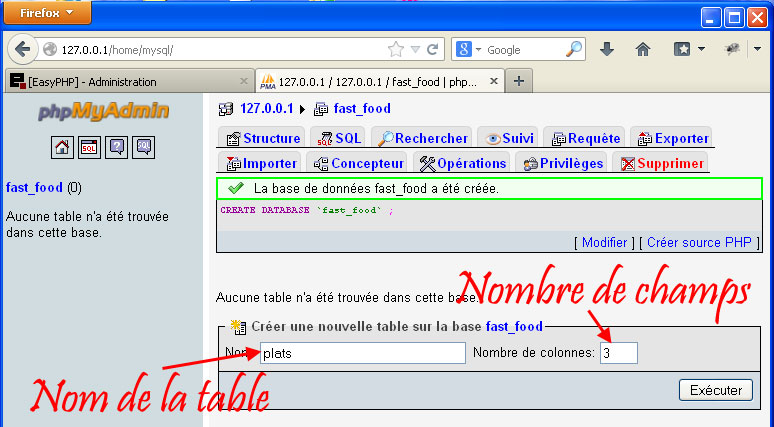 Firefox
127.0.0.1/home/mysql/
Google
[EasyPHP] - Administration
127.0.0.1 / 127.0.0.1 / fast_food | php...
phpMyAdmin
SQL
SQL
fast_food (0)
Aucune table n'a été trouvée
dans cette base.
127.0.0.1 fast_food
Structure SQL Rechercher Suivi Requête Exporter
Importer Concepteur Opérations Privilèges Supprimer
La base de données fast_food a été créée.
CREATE DATABASE `fast_food` ;
[ Modifier ] [ Créer source PHP ]
Aucune table n'a été trouvée dans cette base.
Nombre de champs
Créer une nouvelle table sur la base fast_food
plats Nombre de colonnes: 3
Nom de la table
Exécuter